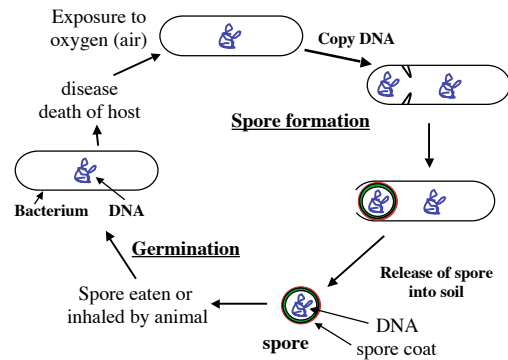 Exposure to
oxygen (air)
Copy DNA
disease
death of host
Spore formation
Bacterium
DNA
Germination
Release of spore
into soil
Spore eaten or
inhaled by animal
spore
DNA
spore coat